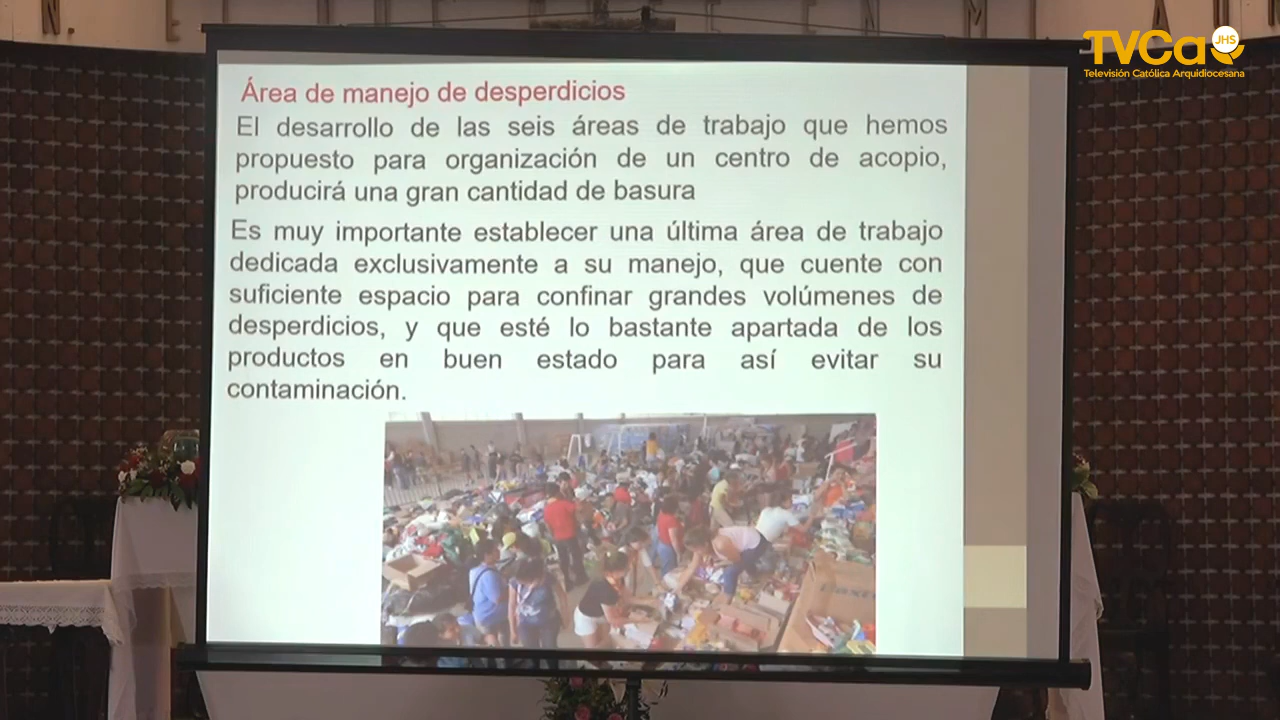 TVCa
JHS
Televisión Católica Arquidiocesana
Área de manejo de desperdicios
El desarrollo de las seis áreas de trabajo que hemos
propuesto para organización de un centro de acopio,
producirá una gran cantidad de basura
Es muy importante establecer una última área de trabajo
dedicada exclusivamente a su manejo, que cuente con
suficiente espacio para confinar grandes volúmenes de
desperdicios, y que esté lo bastante apartada de los
productos en buen estado para así evitar su
contaminación.